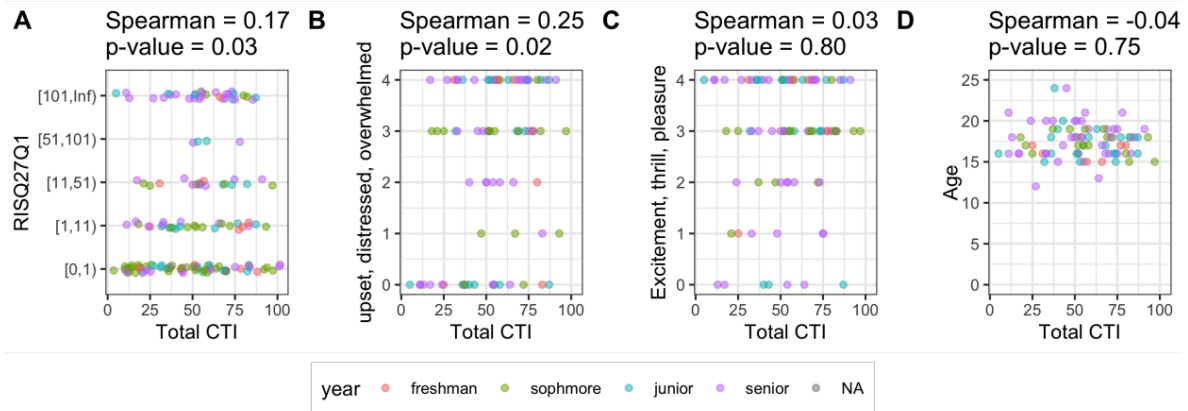 A
Spearman = 0.17
p-value = 0.03
RISQ27Q1
[101,Inf)
[51,101)
[11,51)
[1,11)
[0,1)
0 25 50 75 100
Total CTI
B
Spearman = 0.25
p-value = 0.02
upset, distressed, overwhelmed
4
3
2
1
0
0 25 50 75 100
Total CTI
C
Spearman = 0.03
p-value = 0.80
Excitement, thrill, pleasure
4
3
2
1
0
0 25 50 75 100
Total CTI
D
Spearman = -0.04
p-value = 0.75
Age
25
20
15
10
5
0
0 25 50 75 100
Total CTI
year freshman sophmore junior senior NA